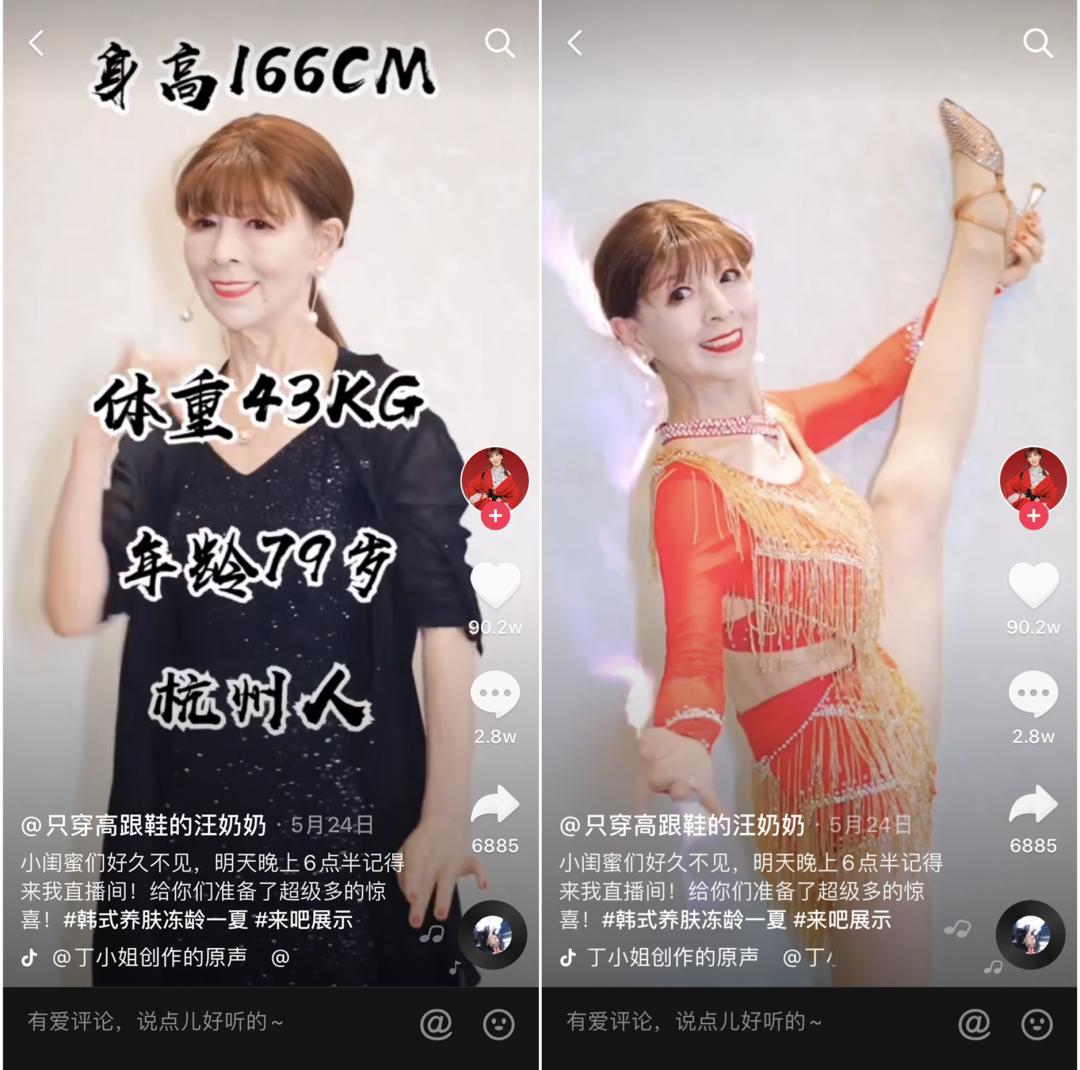 身高166CM
体重43KG
年龄79岁
杭州人
90.2w
2.8w
6885
@只穿高跟鞋的汪奶奶 · 5月24日
小闺蜜们好久不见，明天晚上6点半记得
来我直播间！给你们准备了超级多的惊
喜！#韩式养肤冻龄一夏 #来吧展示
@丁小姐创作的原声 @
有爱评论，说点儿好听的~
@
90.2w
2.8w
6885
@只穿高跟鞋的汪奶奶 · 5月24日
小闺蜜们好久不见，明天晚上6点半记得
来我直播间！给你们准备了超级多的惊
喜！#韩式养肤冻龄一夏 #来吧展示
丁小姐创作的原声 @丁
有爱评论，说点儿好听的~
@